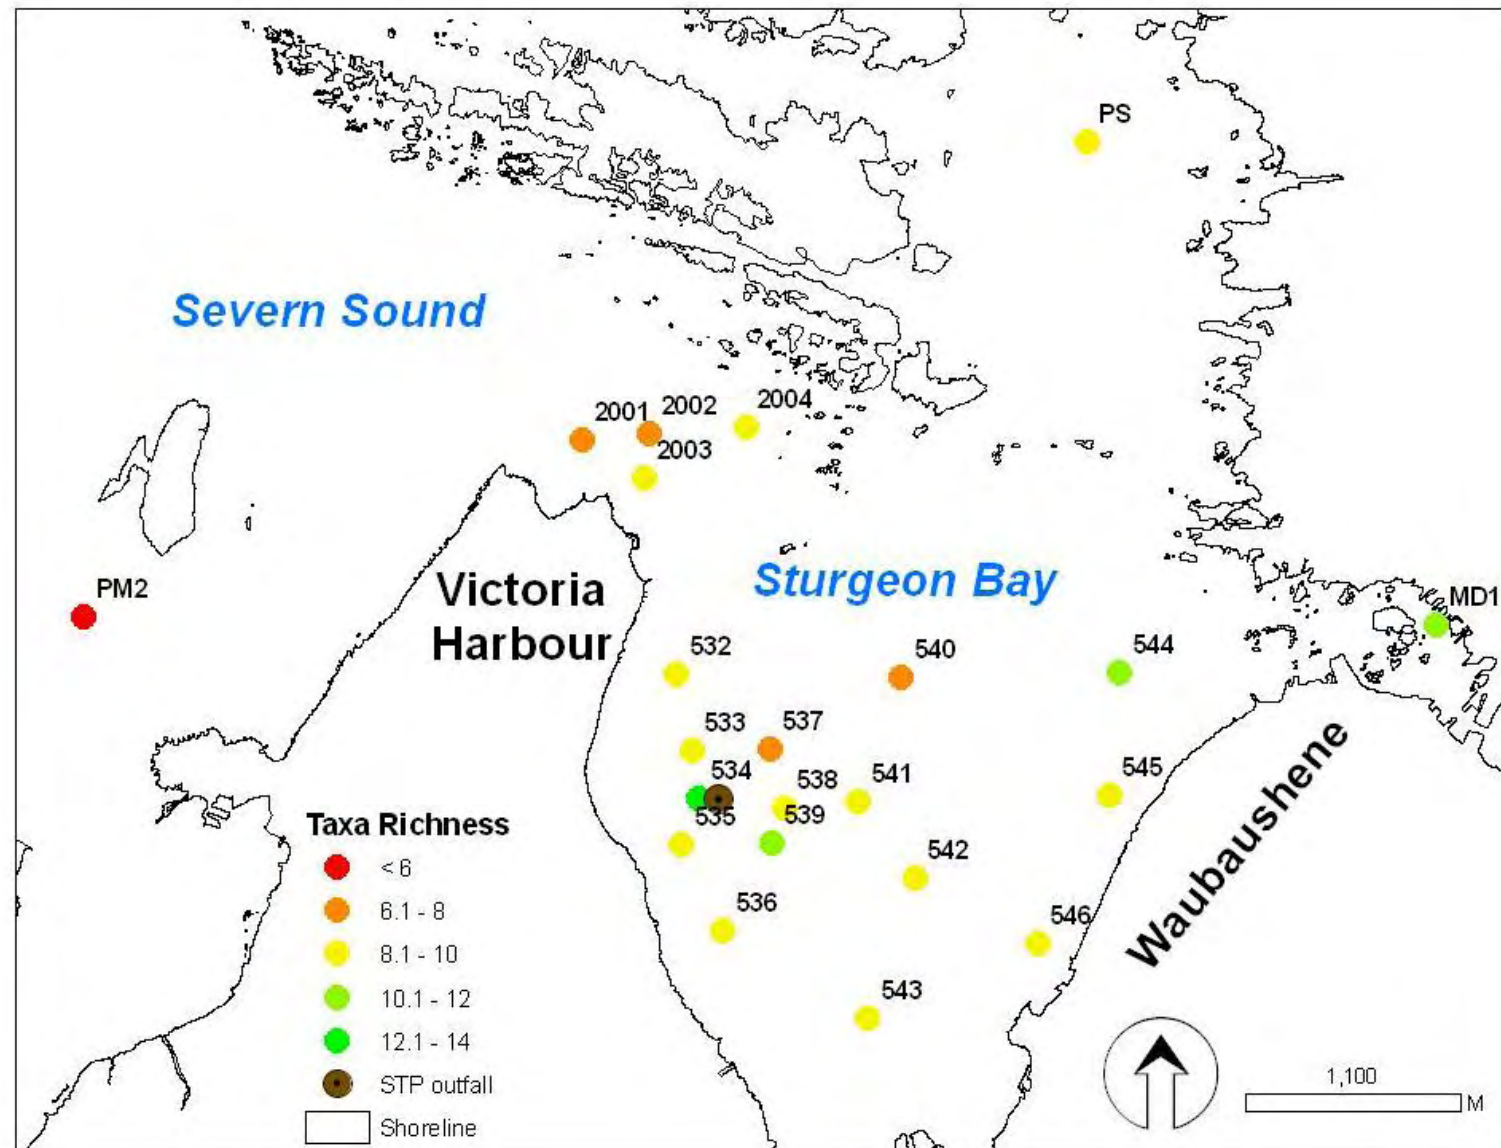 PS
Severn Sound
2001
2002
2004
2003
PM2
Victoria
Harbour
Sturgeon Bay
MD1
532
540
544
533
537
534
538
541
545
535
539
542
536
546
543
Waubaushene
Taxa Richness
< 6
6.1 - 8
8.1 - 10
10.1 - 12
12.1 - 14
STP outfall
Shoreline
1,100
M